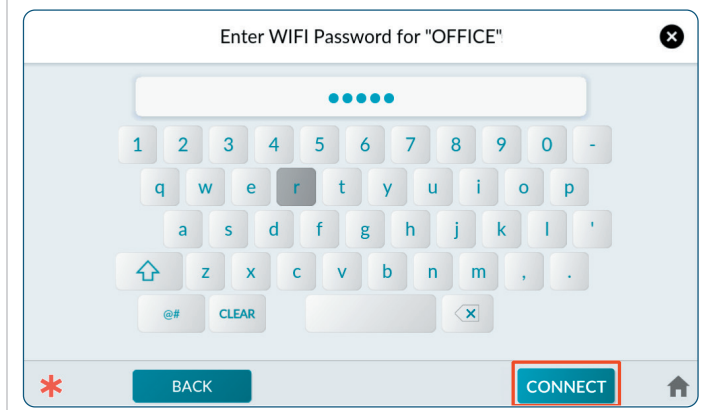 Enter WIFI Password for "OFFICE"
•••••
1 2 3 4 5 6 7 8 9 0 -
q w e r t y u i o p
a s d f g h j k l '
z x c v b n m , .
@# CLEAR
BACK CONNECT